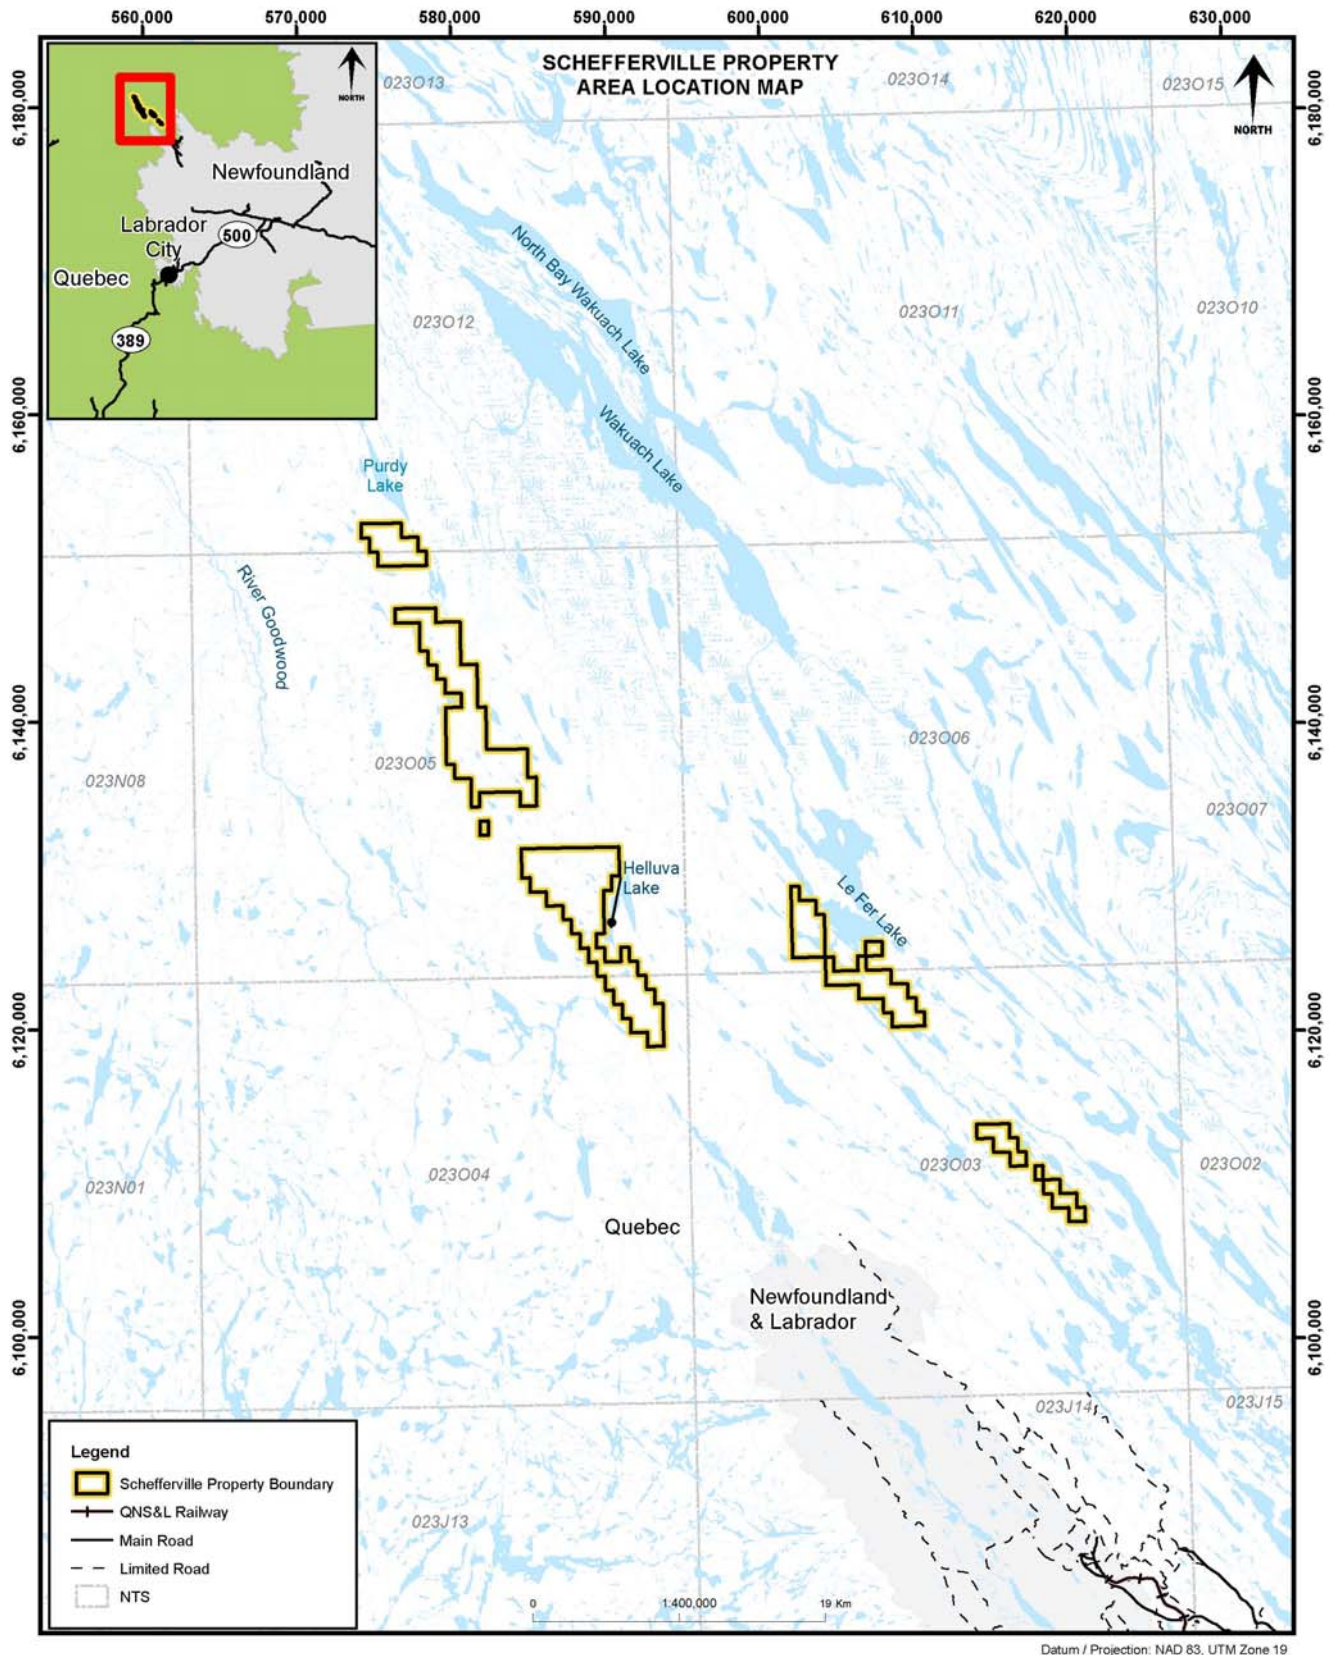 560,000 570,000 580,000 590,000 600,000 610,000 620,000 630,000
SCHEFFERVILLE PROPERTY
AREA LOCATION MAP
NORTH
NORTH
Newfoundland
Labrador
City
500
Quebec
389
6,180,000
6,180,000
023O13
023O14
023O15
North Bay Wakuach Lake
023O12
023O11
023O10
6,160,000
6,160,000
Wakuach Lake
Purdy
Lake
River Goodwood
6,140,000
6,140,000
023N08
023O05
023O06
023O07
Helluva
Lake
Le Fer Lake
6,120,000
6,120,000
023N01
023O04
023O03
023O02
Quebec
Newfoundland
& Labrador
6,100,000
6,100,000
023J14
023J15
023J13
Legend
Schefferville Property Boundary
QNS&L Railway
Main Road
Limited Road
NTS
0 1:400,000 19 Km
Datum / Projection: NAD 83, UTM Zone 19